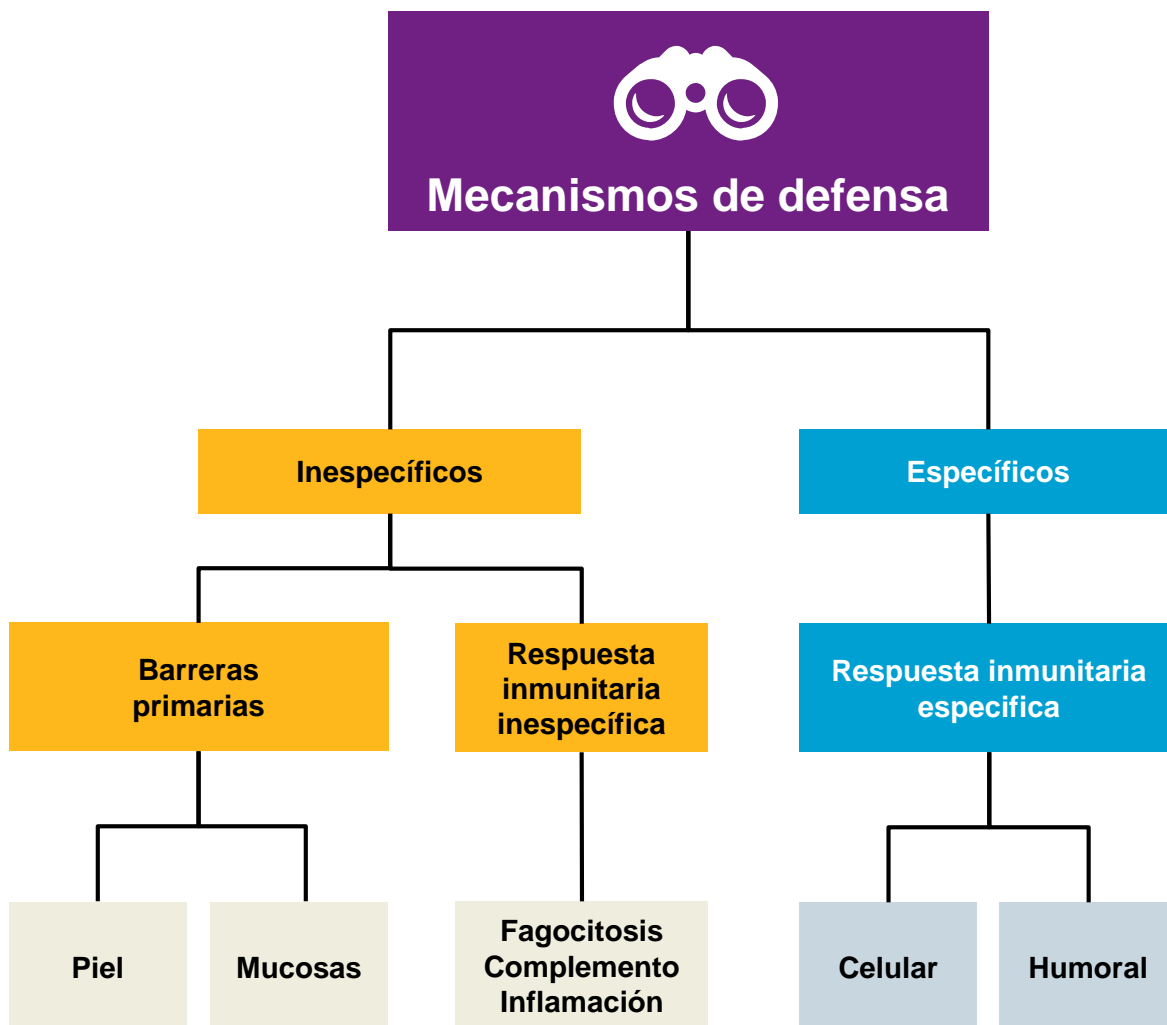 Mecanismos de defensa
Inespecíficos
Específicos
Barreras
primarias
Respuesta
inmunitaria
inespecífica
Respuesta inmunitaria
especifica
Piel
Mucosas
Fagocitosis
Complemento
Inflamación
Celular
Humoral